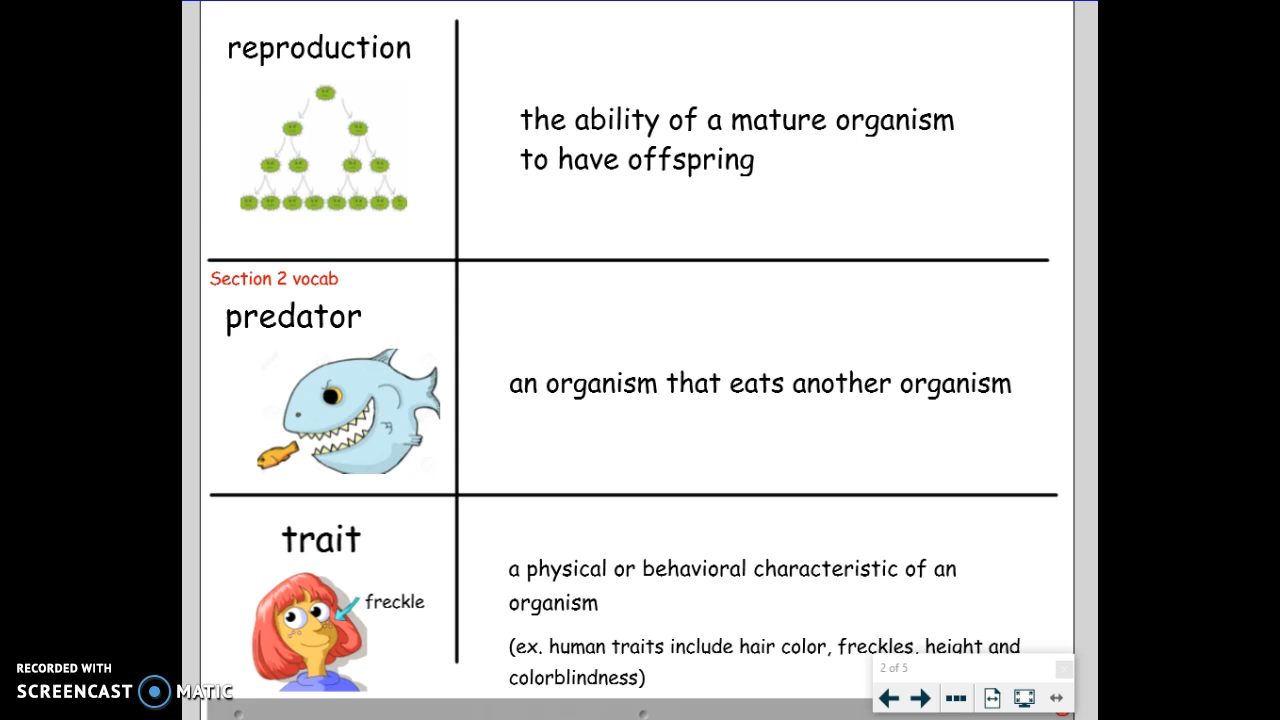 reproduction
the ability of a mature organism
to have offspring
Section 2 vocab
predator
an organism that eats another organism
trait
freckle
a physical or behavioral characteristic of an
organism
(ex. human traits include hair color, freckles, height and
colorblindness)
2 of 5
RECORDED WITH
SCREENCAST MATIC